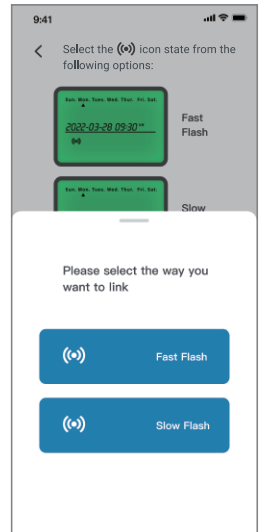 9:41
Select the ((•)) icon state from the
following options:
Sun. Mon. Tues. Wed. Thur. Fri. Sat.
2022-03-28 09:30
Fast
Flash
Sun. Mon. Tues. Wed. Thur. Fri. Sat.
Slow
Please select the way you
want to link
Fast Flash
Slow Flash